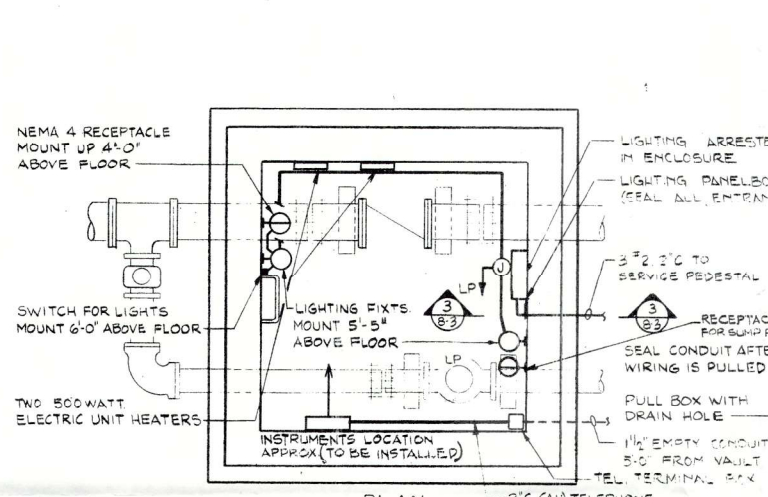 NEMA 4 RECEPTACLE
MOUNT UP 4'-0"
ABOVE FLOOR
SWITCH FOR LIGHTS
MOUNT 6'-0" ABOVE FLOOR
TWO 500 WATT
ELECTRIC UNIT HEATERS
LIGHTING FIXTS.
MOUNT 5'-5"
ABOVE FLOOR
J
LP
3
8-3
LP
INSTRUMENTS LOCATION
APPROX. (TO BE INSTALLED)
LIGHTING ARRESTE
IN ENCLOSURE
LIGHTING PANELBO
(SEAL ALL ENTRAN
3 #2, 2"C TO
SERVICE PEDESTAL
3
8-3
RECEPTAC
FOR SUMP P
SEAL CONDUIT AFTE
WIRING IS PULLED
PULL BOX WITH
DRAIN HOLE
1½" EMPTY CONDUIT
5'-0" FROM VAULT
TEL. TERMINAL BOX